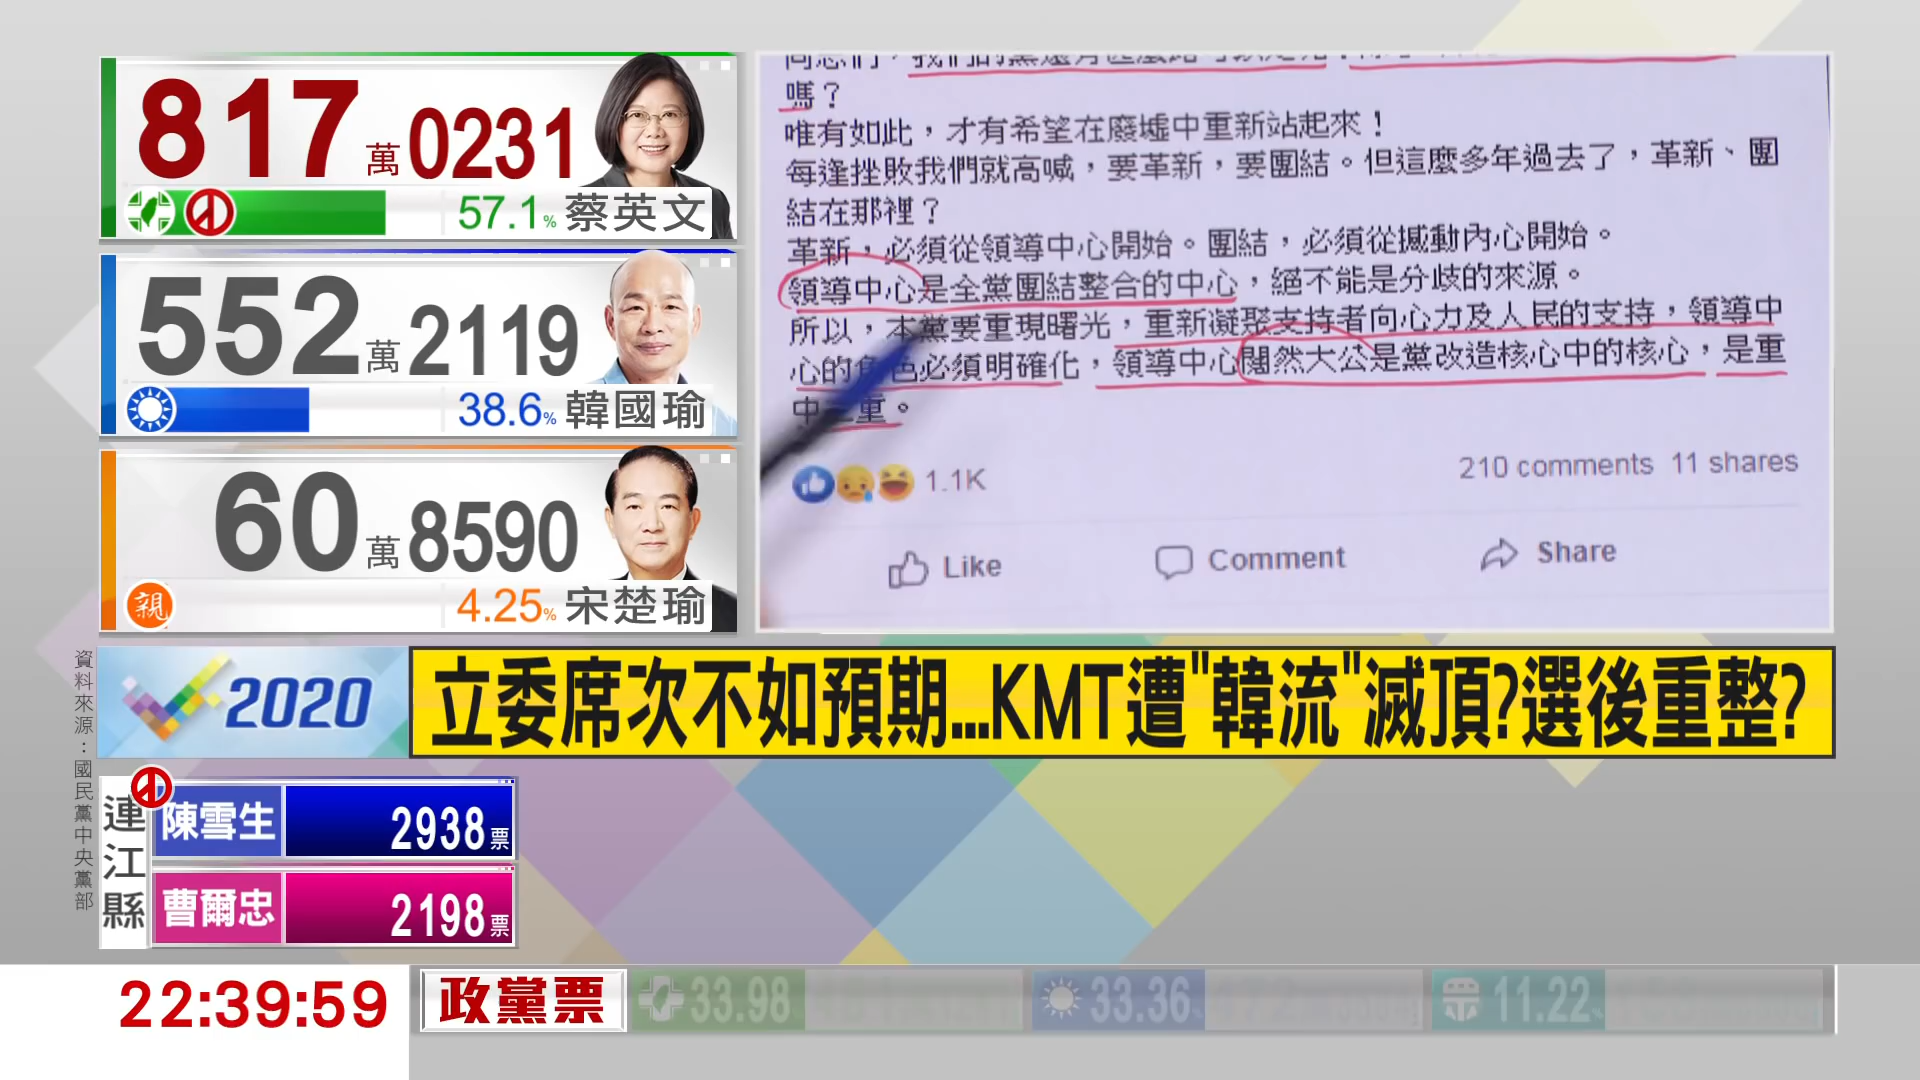 817萬0231
57.1%
蔡英文
552萬2119
38.6%
韓國瑜
60萬8590
親
4.25%
宋楚瑜
嗎？
唯有如此，才有希望在廢墟中重新站起來！
每逢挫敗我們就高喊，要革新，要團結。但這麼多年過去了，革新、團
結在那裡？
革新，必須從領導中心開始。團結，必須從撼動內心開始。
領導中心是全黨團結整合的中心，絕不能是分歧的來源。
所以，本黨要重現曙光，重新凝聚支持者向心力及人民的支持，領導中
心的角色必須明確化，領導中心闊然大公是黨改造核心中的核心，是重
中之重。
1.1K
210 comments 11 shares
Like
Comment
Share
資料來源：國民黨中央黨部
2020
立委席次不如預期...KMT遭"韓流"滅頂?選後重整?
連江縣
陳雪生
2938票
曹爾忠
2198票
22:39:59
政黨票
33.98
33.36
11.22